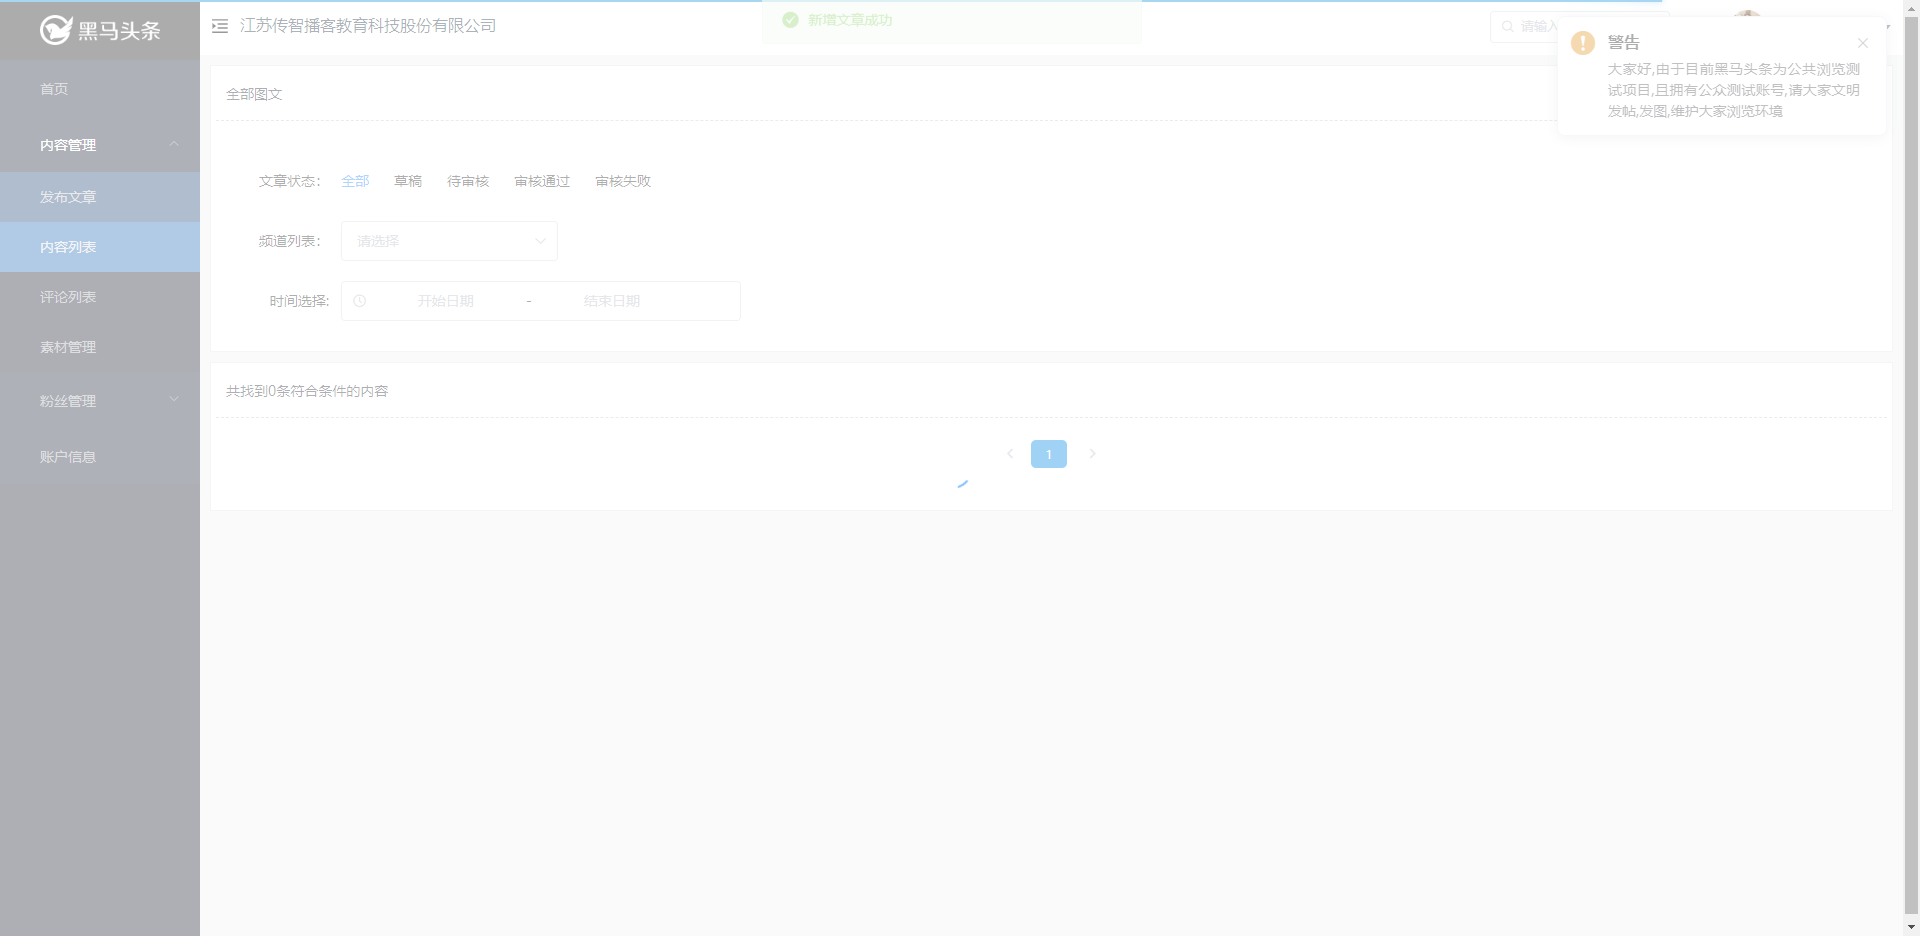 黑马头条
江苏传智播客教育科技股份有限公司
新增文章成功
请输入
警告
大家好,由于目前黑马头条为公共浏览测
试项目,且拥有公众测试账号,请大家文明
发帖,发图,维护大家浏览环境
首页
内容管理
发布文章
内容列表
评论列表
素材管理
粉丝管理
账户信息
全部图文
文章状态: 全部 草稿 待审核 审核通过 审核失败
频道列表: 请选择
时间选择: 开始日期 - 结束日期
共找到0条符合条件的内容
1